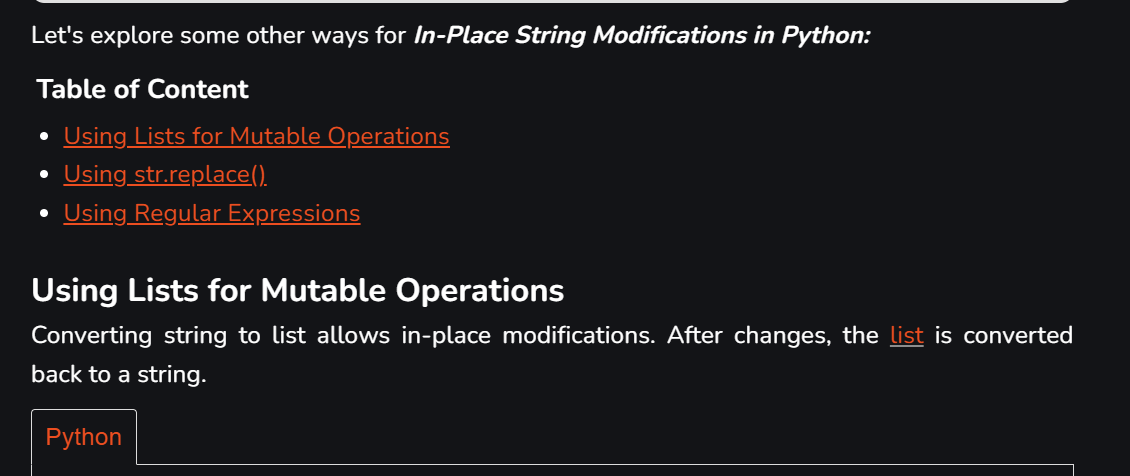 Let's explore some other ways for In-Place String Modifications in Python:
Table of Content
Using Lists for Mutable Operations
Using str.replace()
Using Regular Expressions
Using Lists for Mutable Operations
Converting string to list allows in-place modifications. After changes, the list is converted
back to a string.
Python